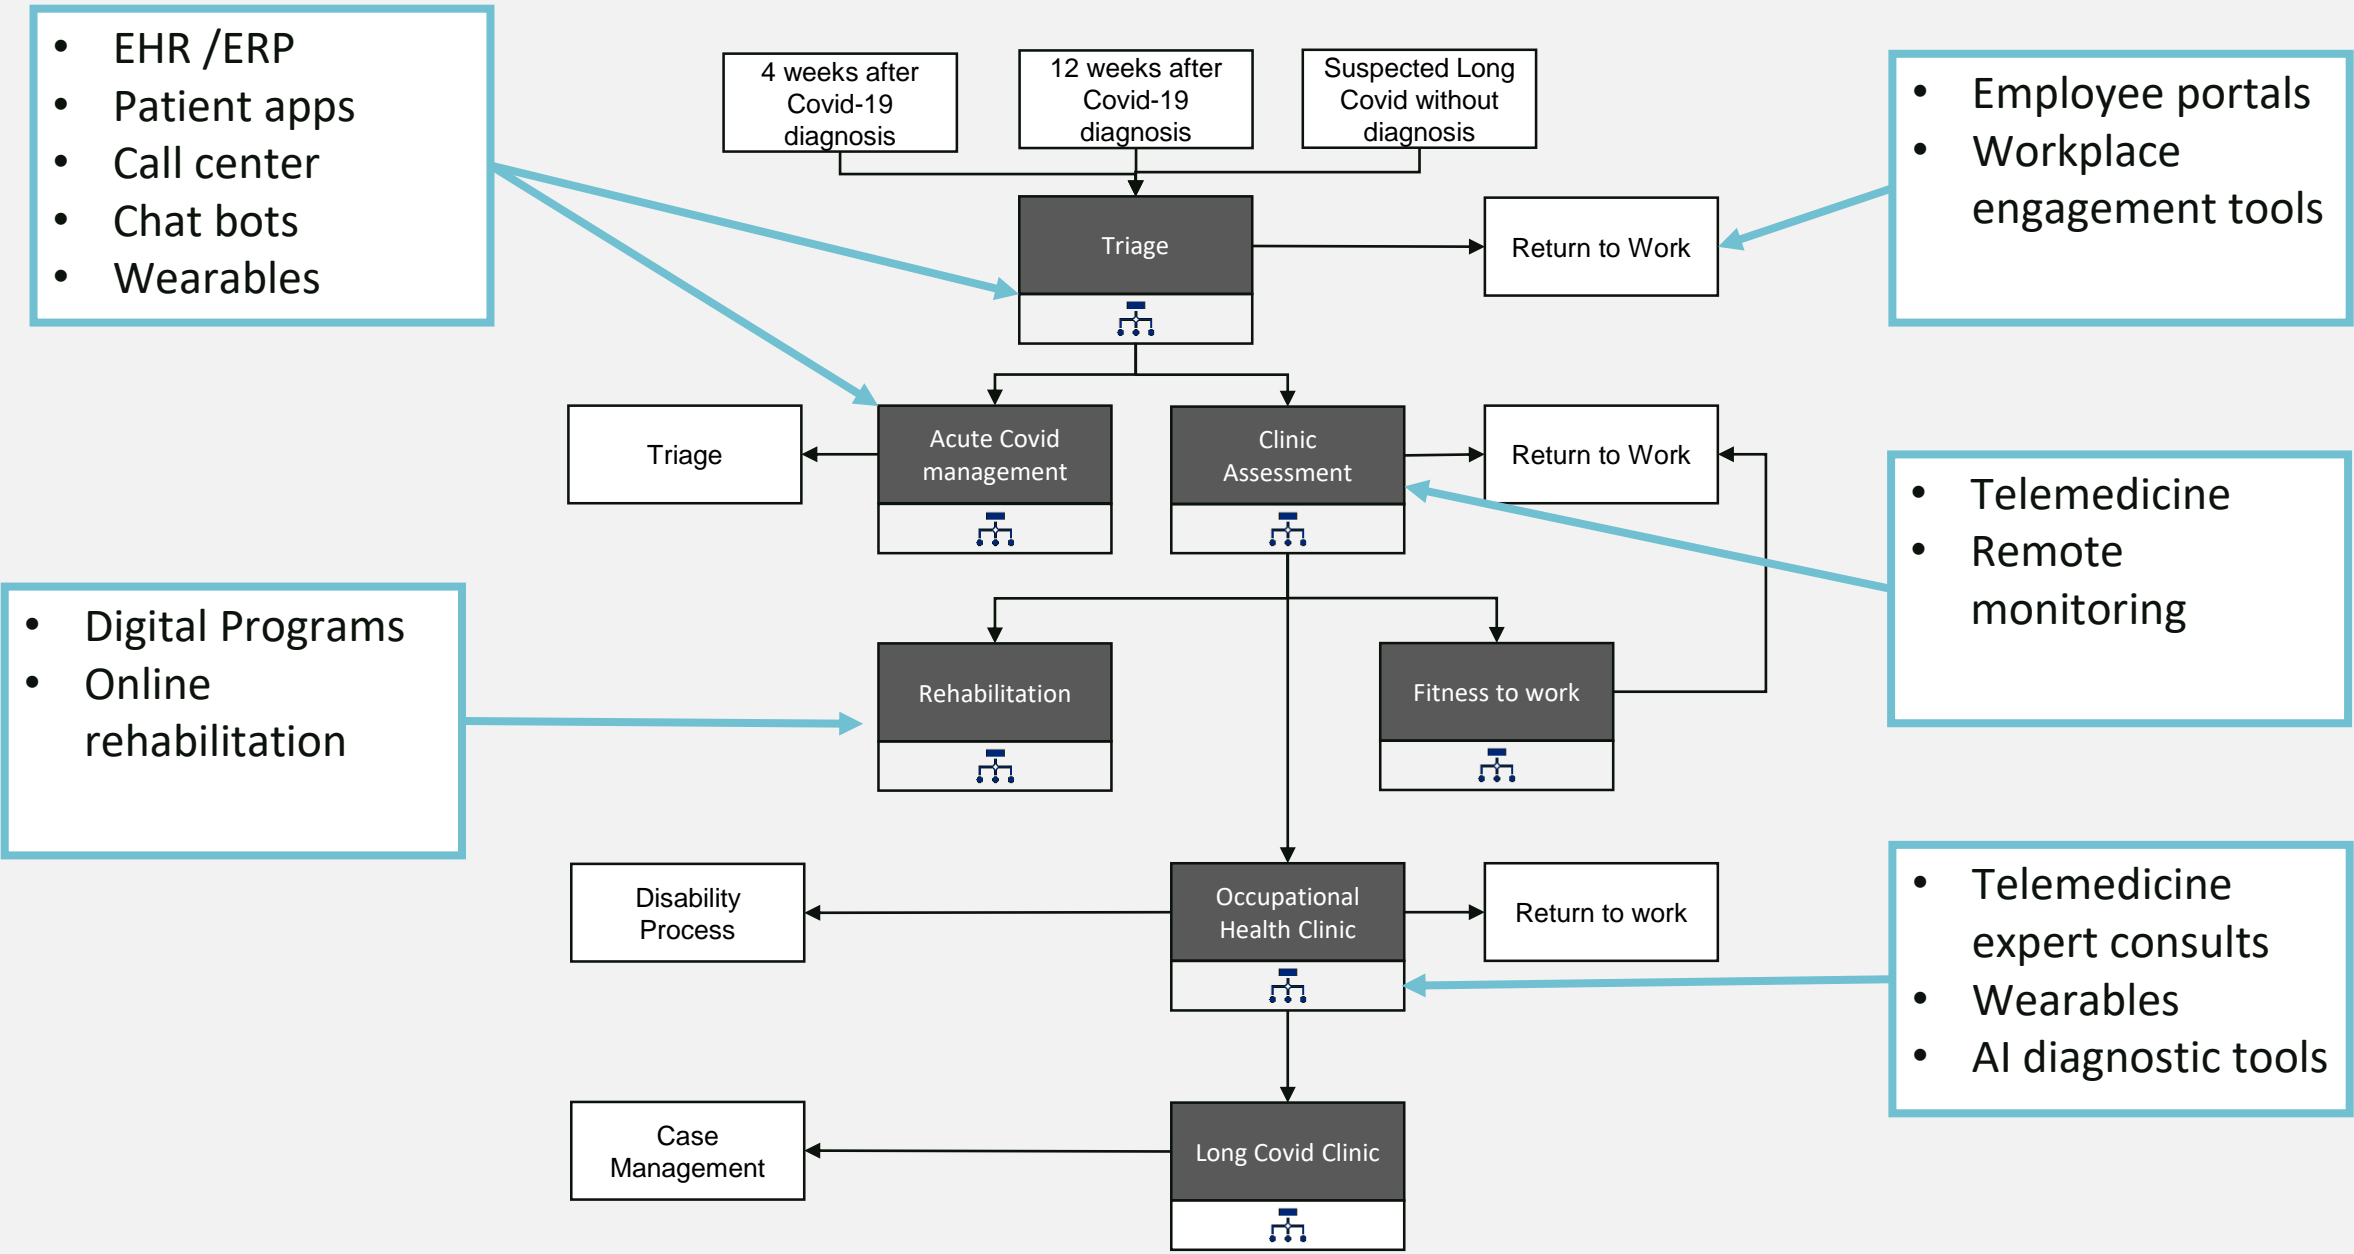 • EHR /ERP
• Patient apps
• Call center
• Chat bots
• Wearables
4 weeks after
Covid-19
diagnosis
12 weeks after
Covid-19
diagnosis
Suspected Long
Covid without
diagnosis
• Employee portals
• Workplace
engagement tools
Triage
Return to Work
Triage
Acute Covid
management
Clinic
Assessment
Return to Work
• Telemedicine
• Remote
monitoring
• Digital Programs
• Online
rehabilitation
Rehabilitation
Fitness to work
Disability
Process
Occupational
Health Clinic
Return to work
• Telemedicine
expert consults
• Wearables
• AI diagnostic tools
Case
Management
Long Covid Clinic